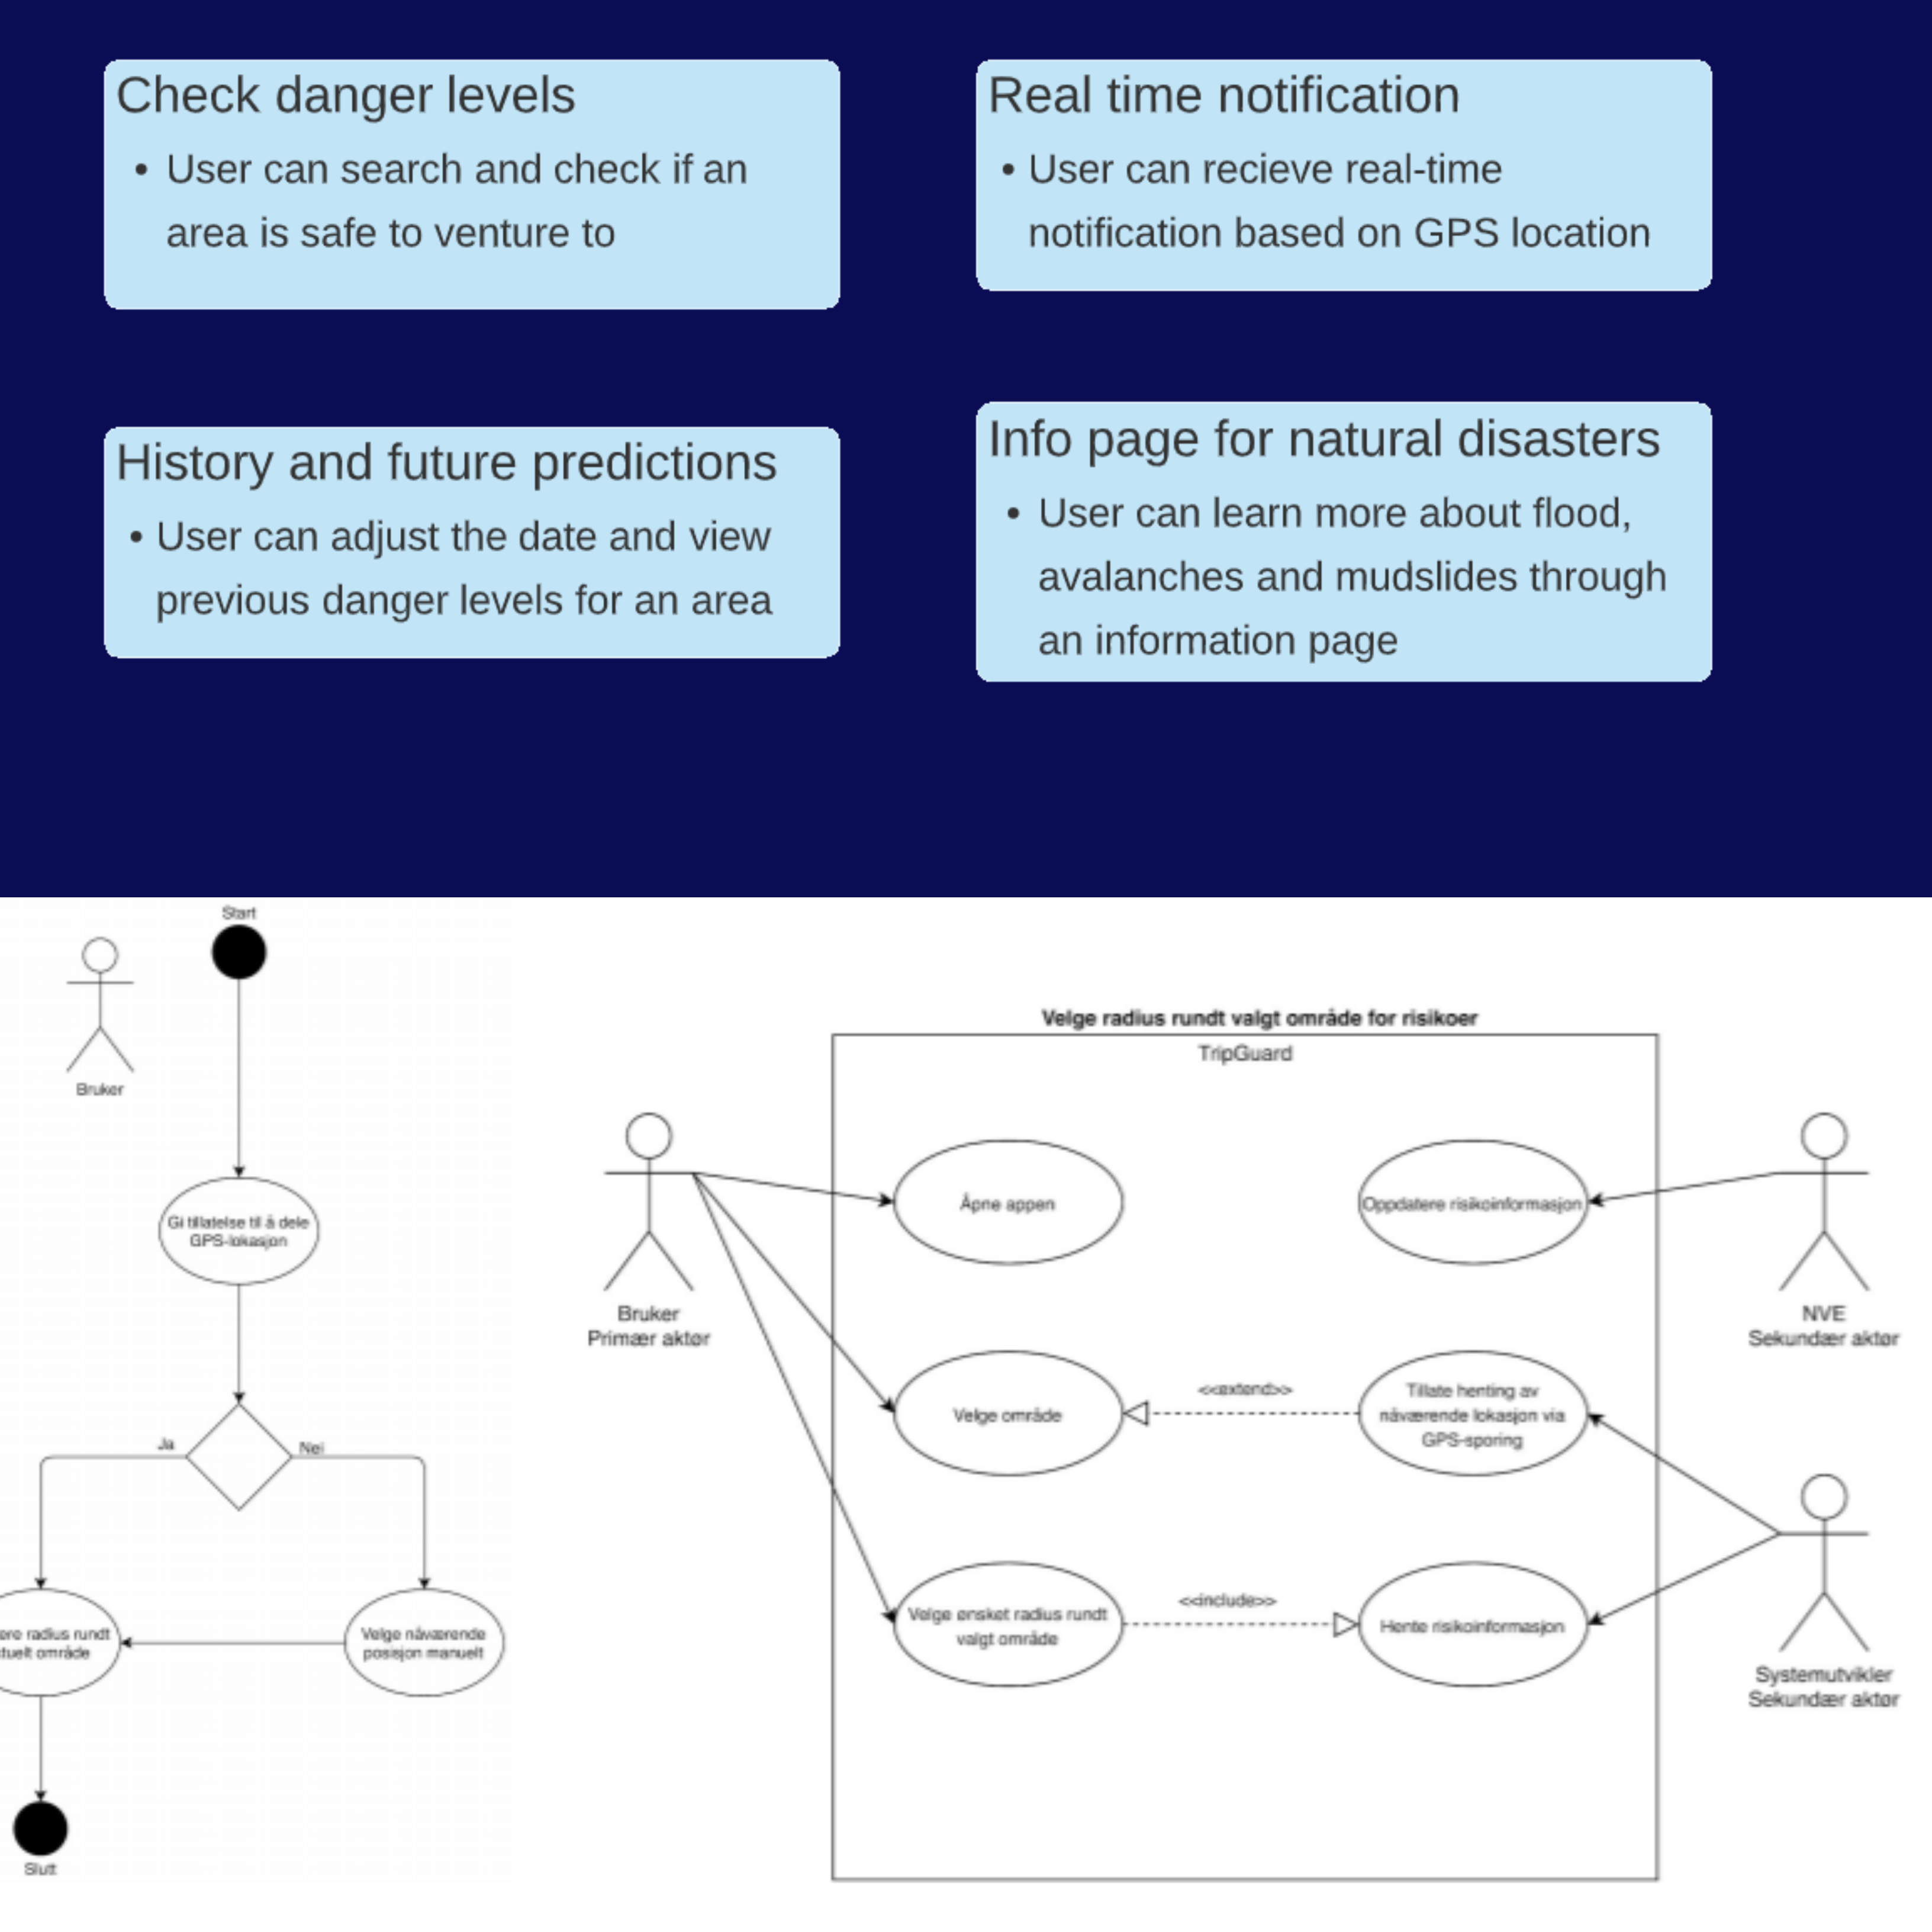 Check danger levels
• User can search and check if an
area is safe to venture to
Real time notification
• User can recieve real-time
notification based on GPS location
History and future predictions
• User can adjust the date and view
previous danger levels for an area
Info page for natural disasters
• User can learn more about flood,
avalanches and mudslides through
an information page
Start
Bruker
Gi tillatelse til å dele
GPS-lokasjon
Ja
Nei
radius rundt
område
Velge nåværende
posisjon manuelt
Slutt
Velge radius rundt valgt område for risikoer
TripGuard
Bruker
Primær aktør
Åpne appen
Oppdatere risikoinformasjon
NVE
Sekundær aktør
Velge område
<<extend>>
Tillate henting av
nåværende lokasjon via
GPS-sporing
Velge ønsket radius rundt
valgt område
<<include>>
Hente risikoinformasjon
Systemutvikler
Sekundær aktør